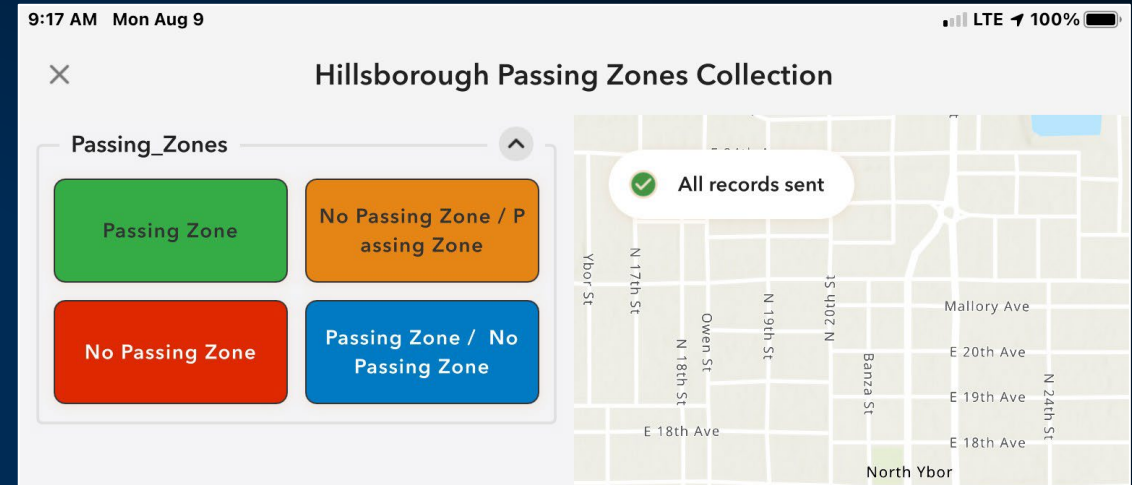 9:17 AM Mon Aug 9
LTE 100%
Hillsborough Passing Zones Collection
Passing_Zones
Passing Zone
No Passing Zone / P
assing Zone
No Passing Zone
Passing Zone / No
Passing Zone
All records sent
Ybor St
N 17th St
N 18th St
Owen St
N 19th St
N 20th St
Banza St
Mallory Ave
E 20th Ave
E 19th Ave
N 24th St
E 18th Ave
E 18th Ave
North Ybor